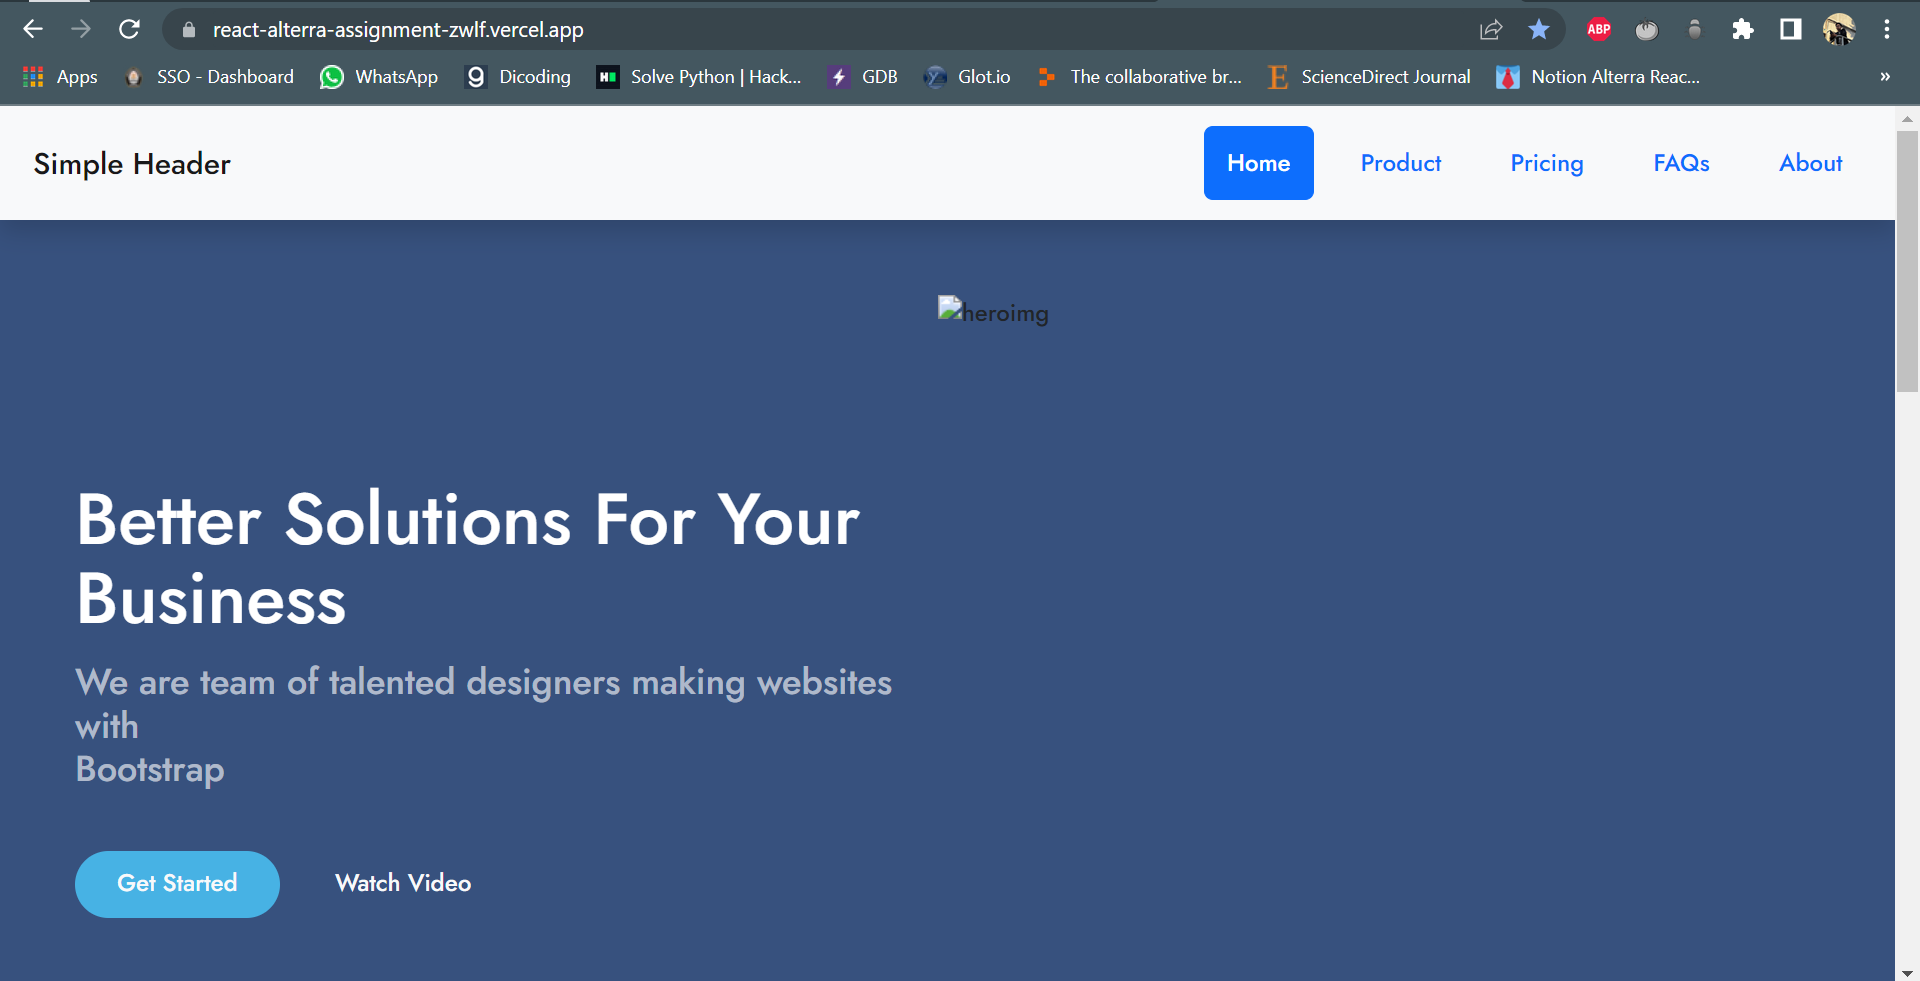 react-alterra-assignment-zwlf.vercel.app
ABP
Apps
SSO - Dashboard
WhatsApp
Dicoding
Solve Python | Hack...
GDB
Glot.io
The collaborative br...
ScienceDirect Journal
Notion Alterra Reac...
»
Simple Header
Home
Product
Pricing
FAQs
About
heroimg
Better Solutions For Your
Business
We are team of talented designers making websites
with
Bootstrap
Get Started
Watch Video